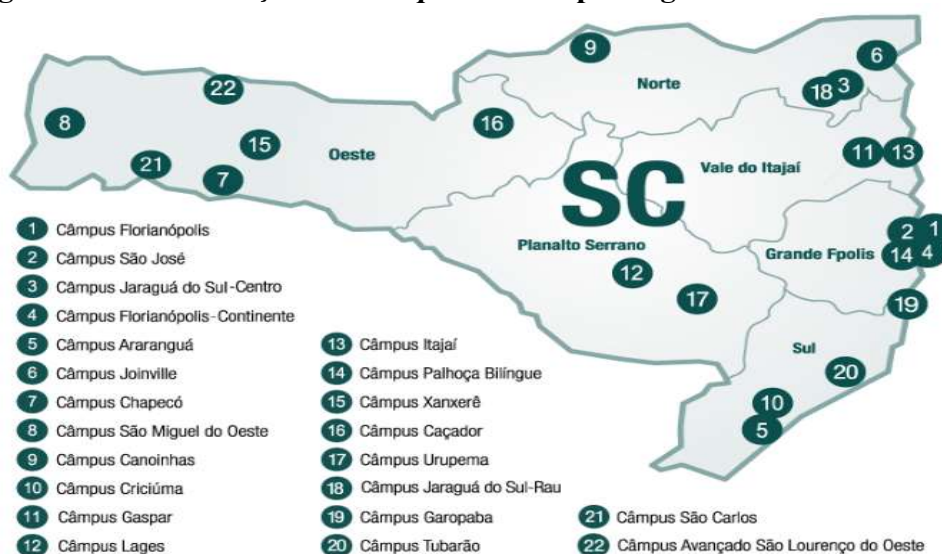 9
6
Norte
18 3
22
8
16
15
Oeste
11 13
21
7
Vale do Itajaí
SC
Planalto Serrano
Grande Fpolis
2 1
14 4
12
17
19
Sul
20
10
5
1 Câmpus Florianópolis
2 Câmpus São José
3 Câmpus Jaraguá do Sul-Centro
4 Câmpus Florianópolis-Continente
5 Câmpus Araranguá
6 Câmpus Joinville
7 Câmpus Chapecó
8 Câmpus São Miguel do Oeste
9 Câmpus Canoinhas
10 Câmpus Criciúma
11 Câmpus Gaspar
12 Câmpus Lages
13 Câmpus Itajaí
14 Câmpus Palhoça Bilíngue
15 Câmpus Xanxerê
16 Câmpus Caçador
17 Câmpus Urupema
18 Câmpus Jaraguá do Sul-Rau
19 Câmpus Garopaba
20 Câmpus Tubarão
21 Câmpus São Carlos
22 Câmpus Avançado São Lourenço do Oeste